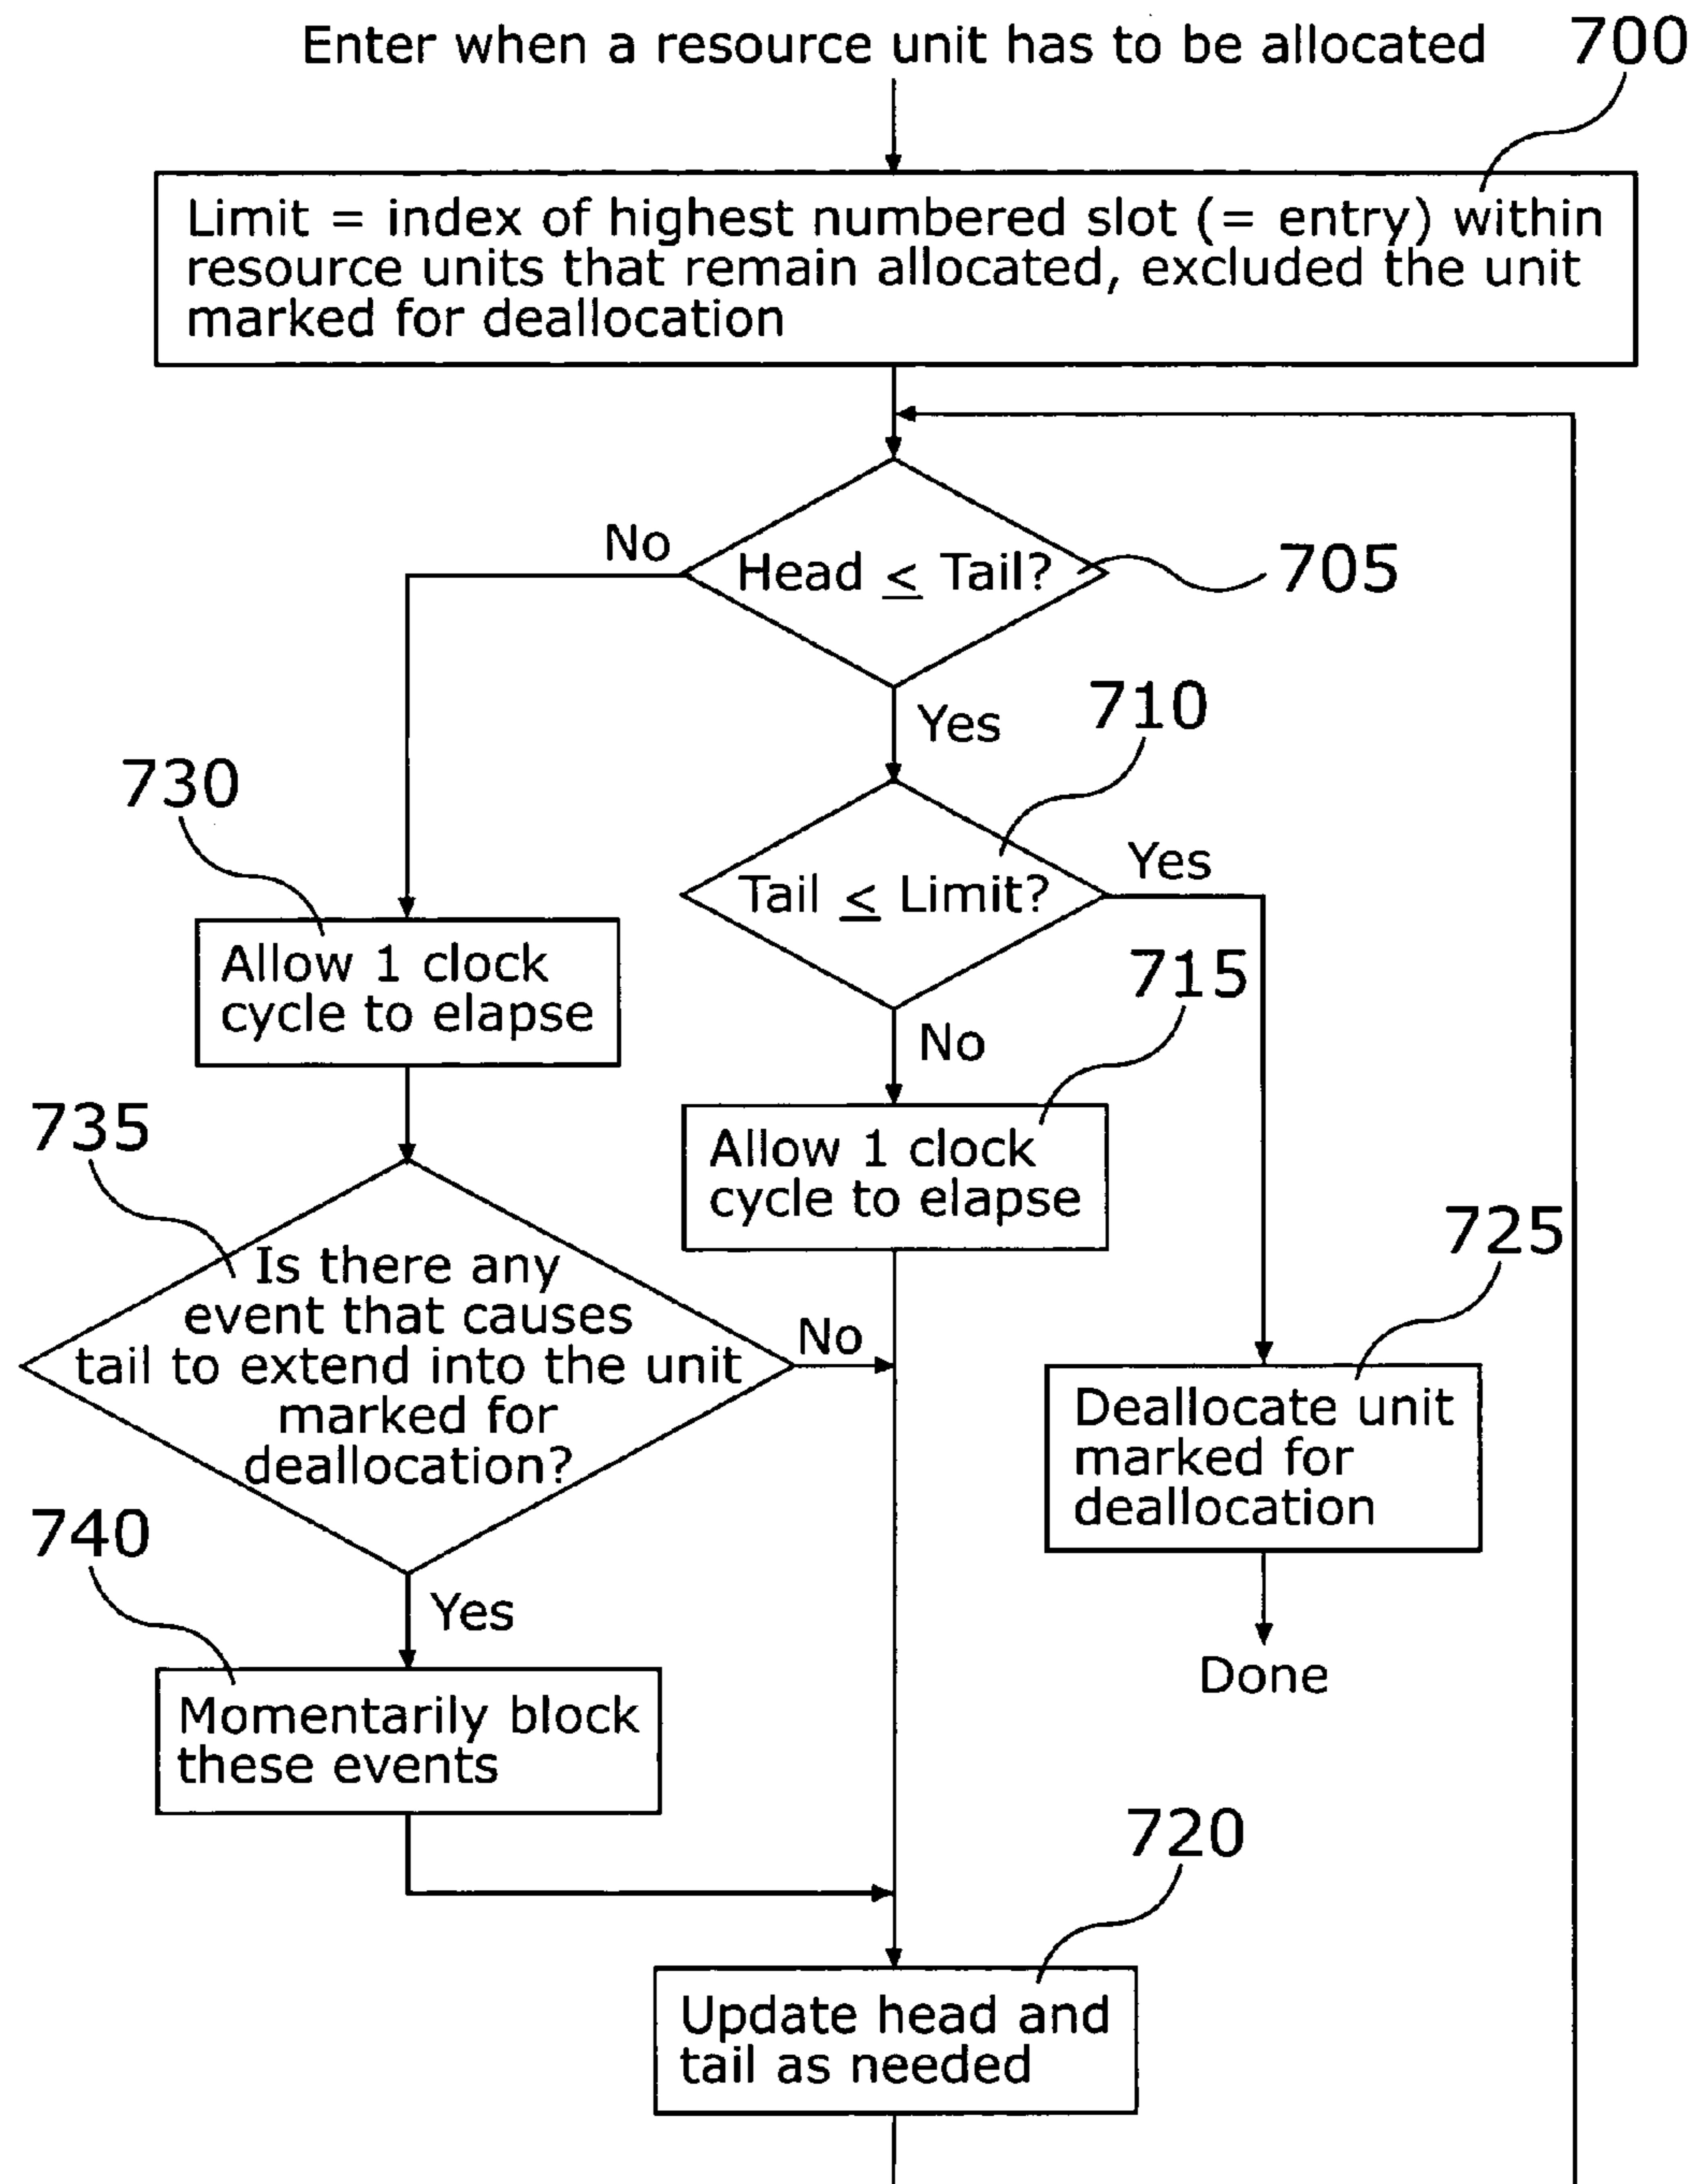 Enter when a resource unit has to be allocated
700
Limit = index of highest numbered slot (= entry) within
resource units that remain allocated, excluded the unit
marked for deallocation
No
Head ≤ Tail?
705
Yes
710
730
Tail ≤ Limit?
Yes
Allow 1 clock
cycle to elapse
715
No
735
Allow 1 clock
cycle to elapse
725
Is there any
event that causes
tail to extend into the unit
marked for
deallocation?
No
Deallocate unit
marked for
deallocation
740
Yes
Done
Momentarily block
these events
720
Update head and
tail as needed